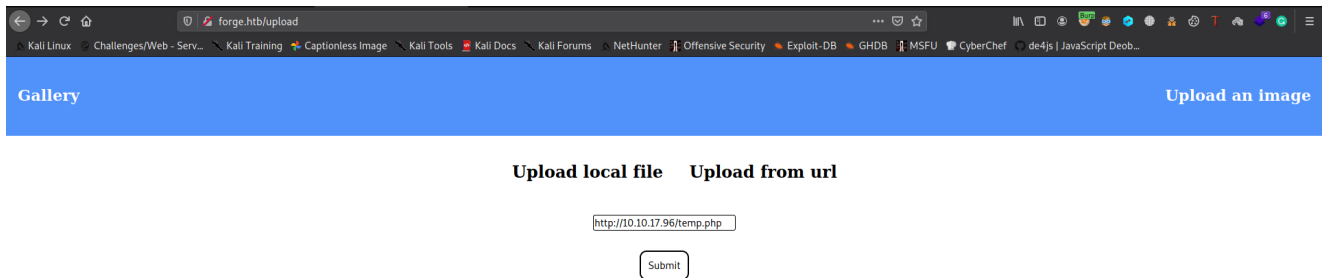 forge.htb/upload
Burp
6
Kali Linux Challenges/Web - Serv... Kali Training Captionless Image Kali Tools Kali Docs Kali Forums NetHunter Offensive Security Exploit-DB GHDB MSFU CyberChef de4js | JavaScript Deob...
Gallery Upload an image
Upload local file Upload from url
http://10.10.17.96/temp.php
Submit